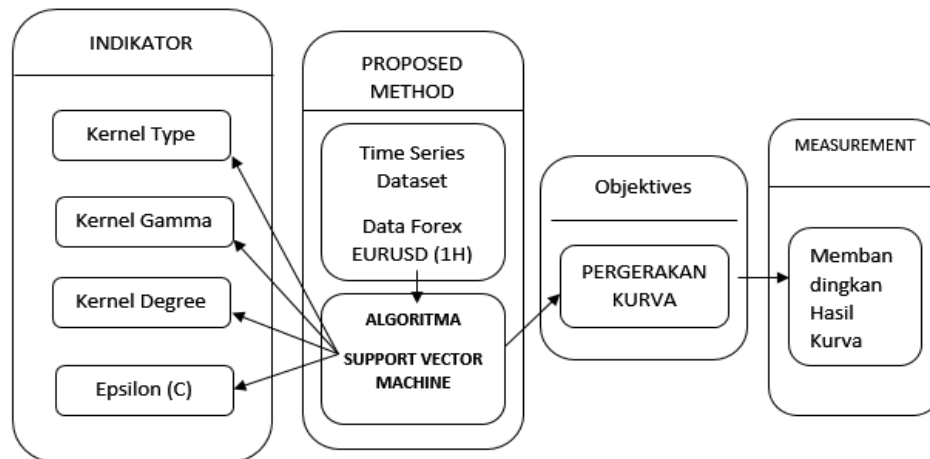 INDIKATOR
Kernel Type
Kernel Gamma
Kernel Degree
Epsilon (C)
PROPOSED
METHOD
Time Series
Dataset
Data Forex
EURUSD (1H)
ALGORITMA
SUPPORT VECTOR
MACHINE
Objektives
PERGERAKAN
KURVA
MEASUREMENT
Memban
dingkan
Hasil
Kurva